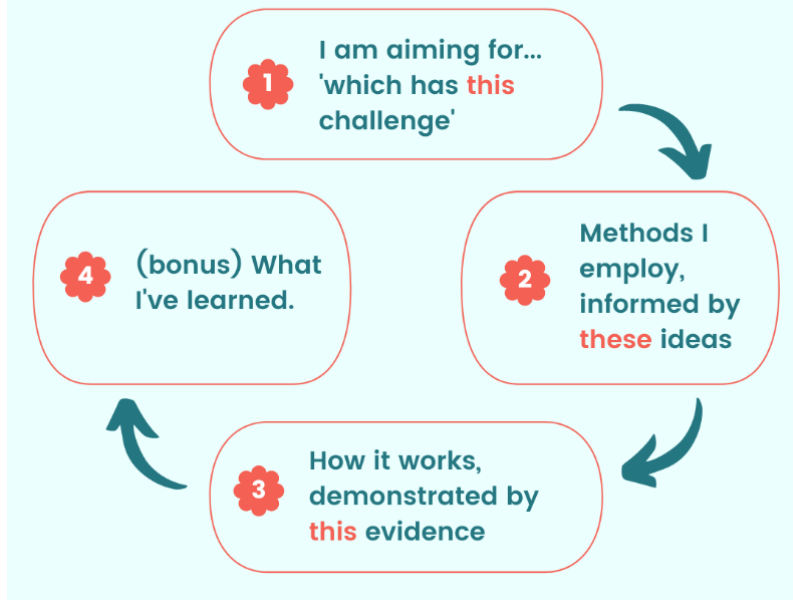 1
I am aiming for...
'which has this
challenge'
2
Methods I
employ,
informed by
these ideas
3
How it works,
demonstrated by
this evidence
4
(bonus) What
I've learned.